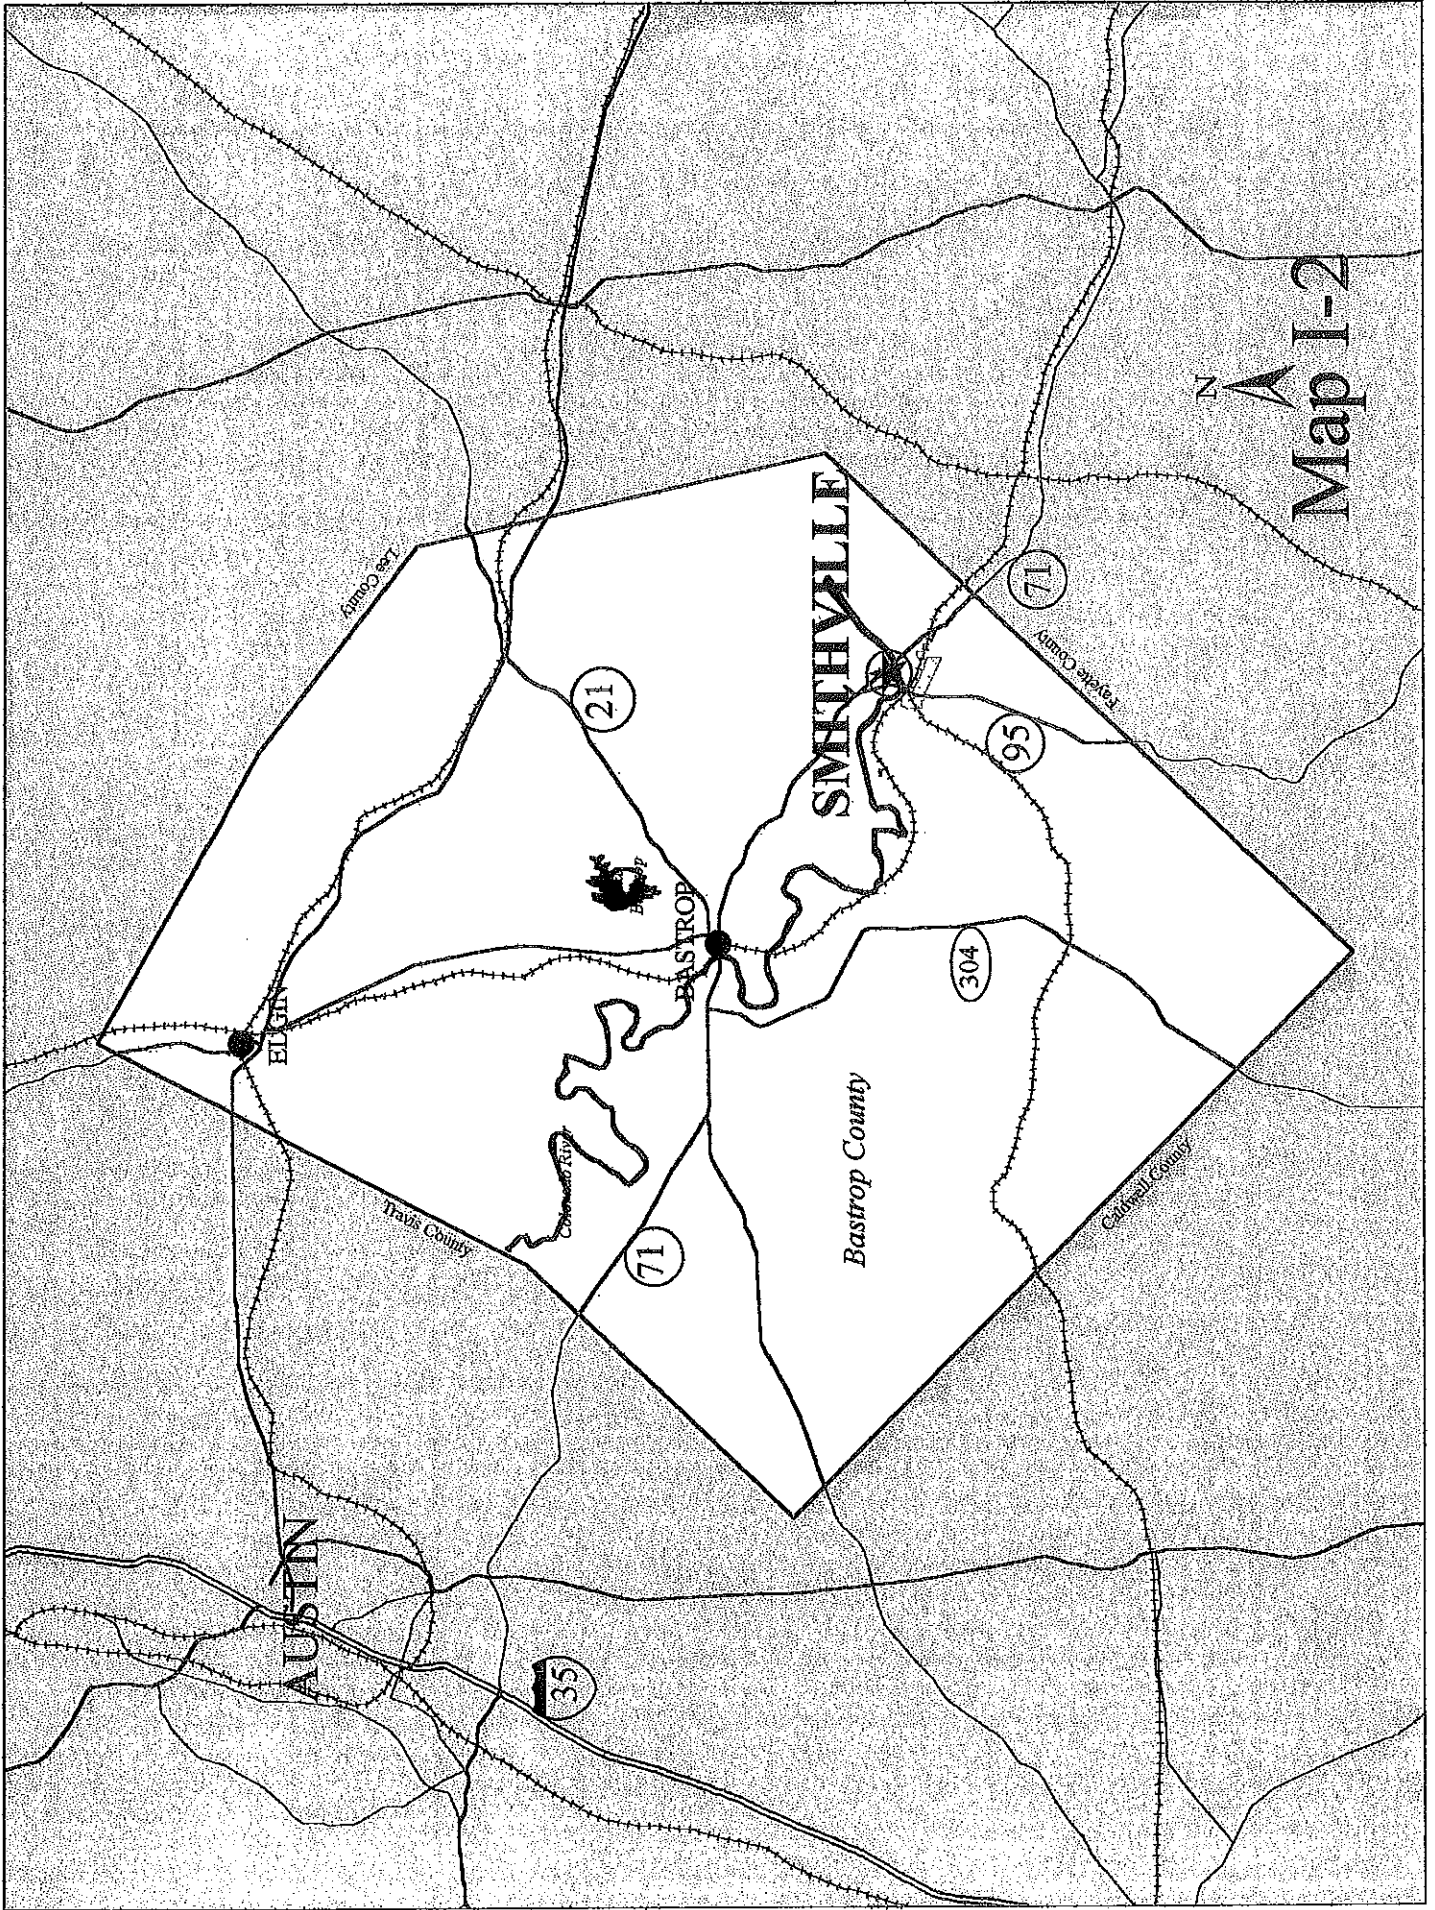 AUSTIN
35
Travis County
ELGIN
Lee County
Colorado River
71
BASTROP
21
Bastrop County
304
SMITHVILLE
95
71
Fayette County
Caldwell County
N
Map I-2